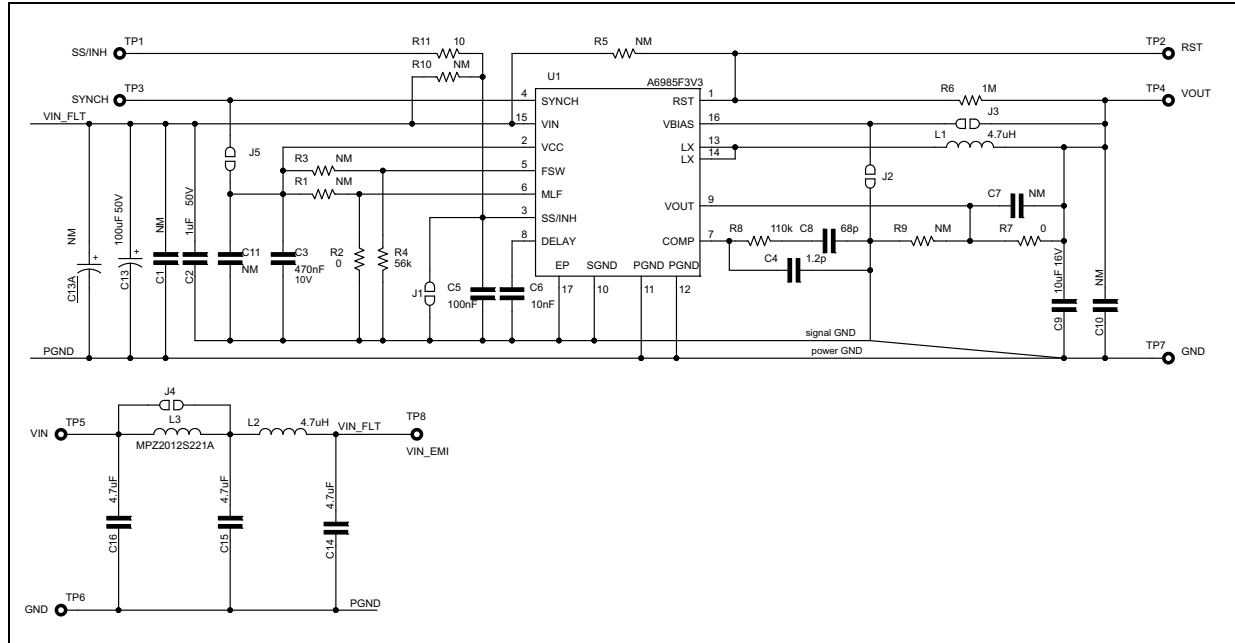 SS/INH
TP1
R11 10
R10 NM
R5 NM
TP2
RST
U1
A6985F3V3
SYNCH
TP3
4 SYNCH
RST 1
R6 1M
TP4
VOUT
VIN_FLT
15 VIN
VBIAS 16
J3
J5
2 VCC
LX 13
LX 14
L1 4.7uH
R3 NM
5 FSW
J2
R1 NM
6 MLF
3 SS/INH
VOUT 9
C7 NM
8 DELAY
COMP 7
R8 110k
C8 68p
R9 NM
R7 0
C4 1.2p
C13A NM
+
C13 100uF 50V
+
C1 NM
C2 1uF 50V
C11
NM
C3
470nF
10V
R2
0
R4
56k
J1
C5
100nF
C6
10nF
EP SGND PGND PGND
17 10 11 12
C9 10uF 16V
C10 NM
signal GND
PGND
power GND
TP7
GND
J4
VIN
TP5
L3
MPZ2012S221A
L2 4.7uH
VIN_FLT
TP8
VIN_EMI
C16 4.7uF
C15 4.7uF
C14 4.7uF
GND
TP6
PGND